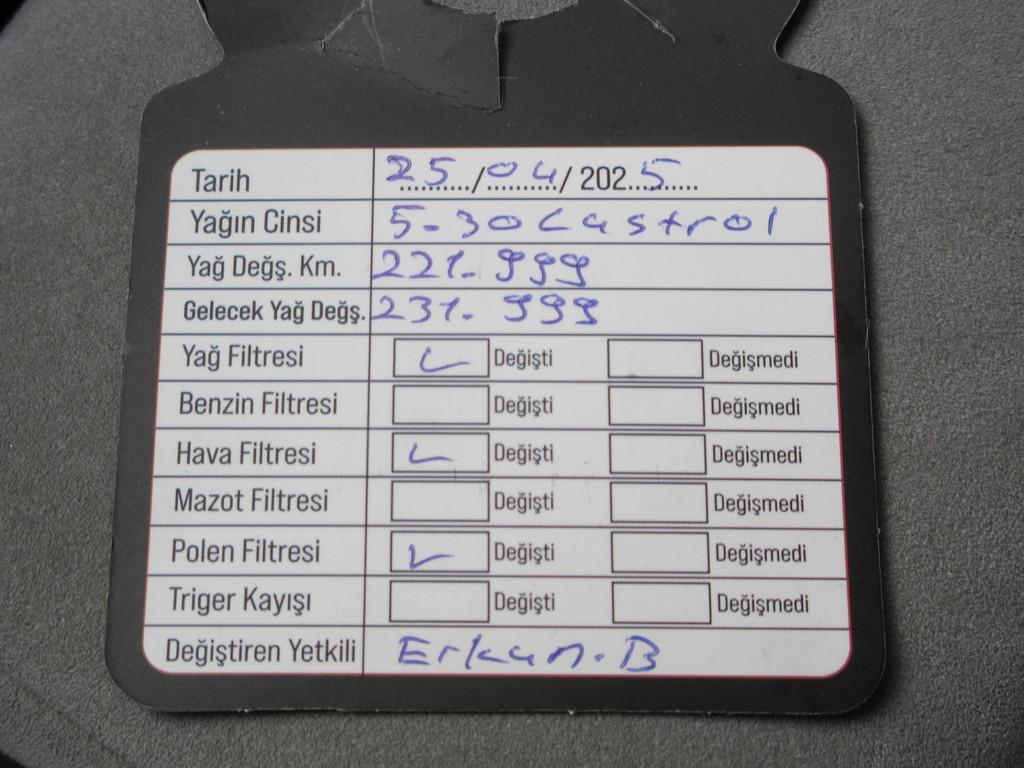 Tarih 25/04/2025
Yağın Cinsi 5-30 Castrol
Yağ Değş. Km. 221.999
Gelecek Yağ Değş. 231.999
Yağ Filtresi ✓ Değişti Değişmedi
Benzin Filtresi Değişti Değişmedi
Hava Filtresi ✓ Değişti Değişmedi
Mazot Filtresi Değişti Değişmedi
Polen Filtresi ✓ Değişti Değişmedi
Triger Kayışı Değişti Değişmedi
Değiştiren Yetkili Erkan.B